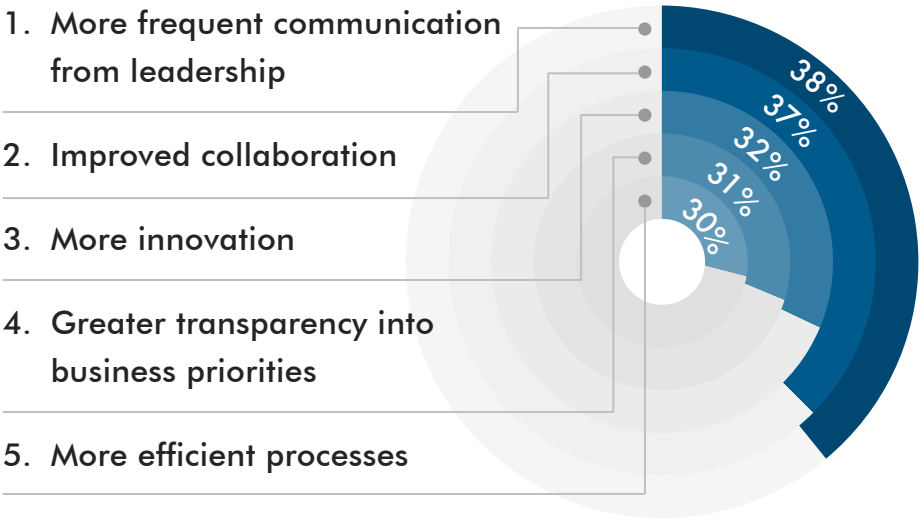 1. More frequent communication
from leadership
2. Improved collaboration
3. More innovation
4. Greater transparency into
business priorities
5. More efficient processes
38%
37%
32%
31%
30%